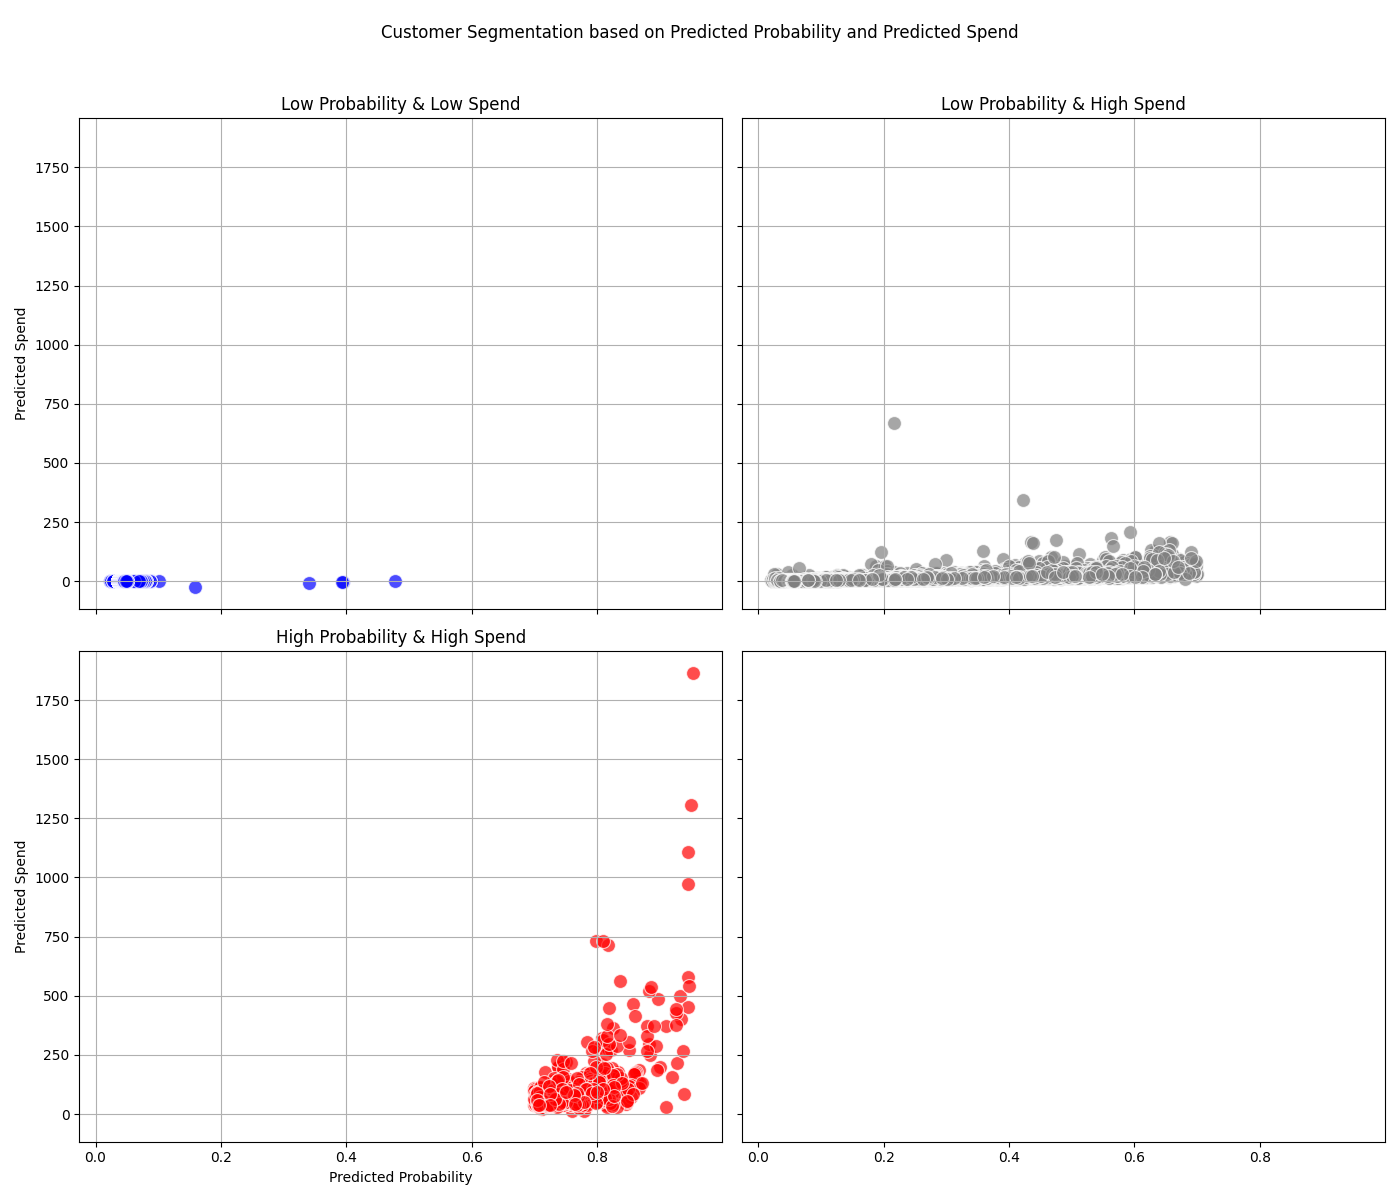 Customer Segmentation based on Predicted Probability and Predicted Spend
Low Probability & Low Spend
Low Probability & High Spend
1750
1500
1250
1000
750
500
250
0
Predicted Spend
High Probability & High Spend
1750
1500
1250
1000
750
500
250
0
Predicted Spend
0.0 0.2 0.4 0.6 0.8
Predicted Probability
0.0 0.2 0.4 0.6 0.8